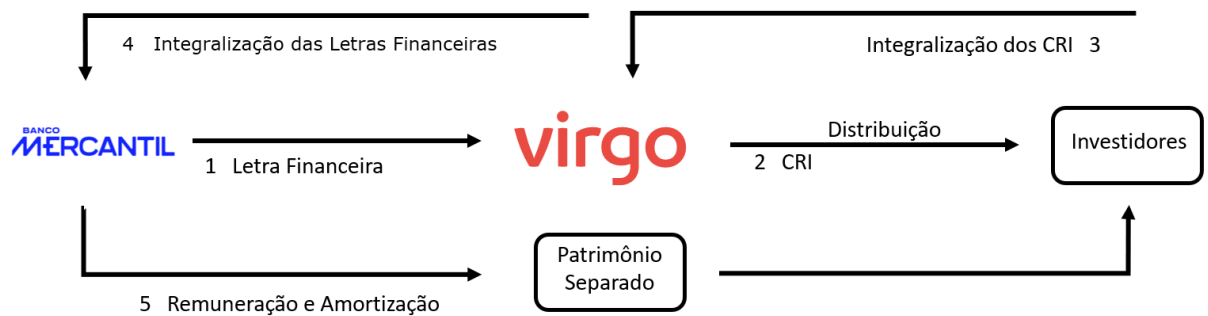 4 Integralização das Letras Financeiras
Integralização dos CRI 3
BANCO
MERCANTIL
1 Letra Financeira
virgo
Distribuição
2 CRI
Investidores
Patrimônio
Separado
5 Remuneração e Amortização